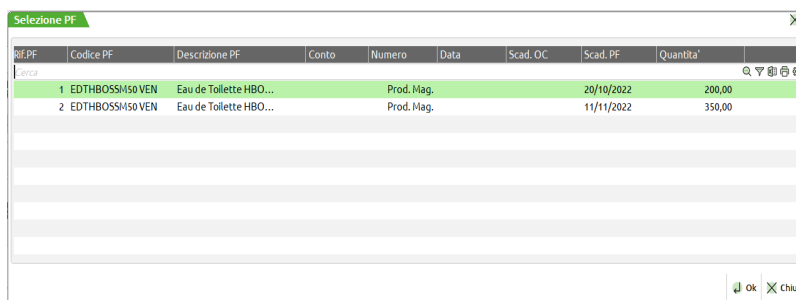 Selezione PF
Rif.PF Codice PF Descrizione PF Conto Numero Data Scad. OC Scad. PF Quantita'
Cerca
1 EDTHBOSSM50 VEN Eau de Toilette HBO... Prod. Mag. 20/10/2022 200,00
2 EDTHBOSSM50 VEN Eau de Toilette HBO... Prod. Mag. 11/11/2022 350,00
Ok Chiu